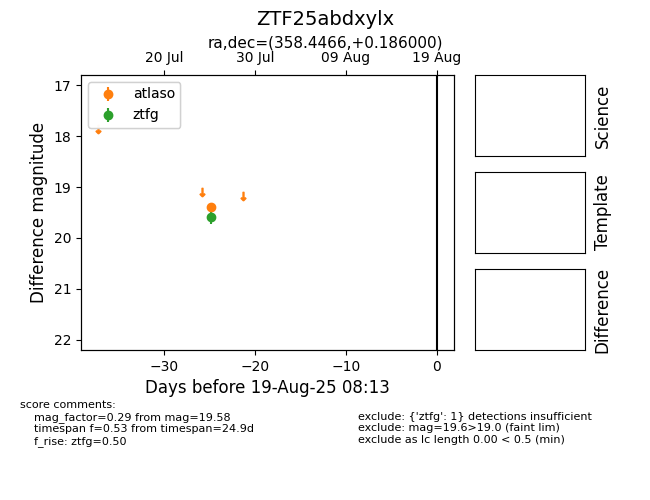 ZTF25abdxylx
ra,dec=(358.4466,+0.186000)
20 Jul
30 Jul
09 Aug
19 Aug
atlaso
ztfg
17
18
19
20
21
22
Difference magnitude
−30
−20
−10
0
Days before 19-Aug-25 08:13
Science
Template
Difference
score comments:
mag_factor=0.29 from mag=19.58
timespan f=0.53 from timespan=24.9d
f_rise: ztfg=0.50
exclude: {'ztfg': 1} detections insufficient
exclude: mag=19.6>19.0 (faint lim)
exclude as lc length 0.00 < 0.5 (min)